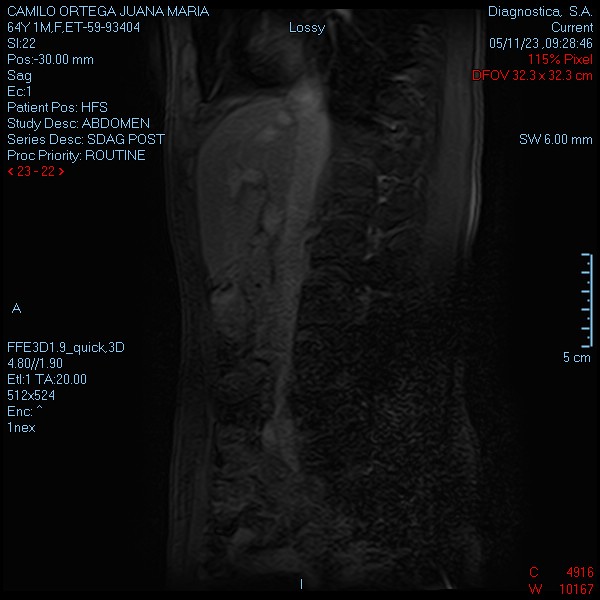 CAMILO ORTEGA JUANA MARIA
64Y 1M,F,ET-59-93404
Sl:22
Pos:-30.00 mm
Sag
Ec:1
Patient Pos: HFS
Study Desc: ABDOMEN
Series Desc: SDAG POST
Proc Priority: ROUTINE
< 23 - 22 >
Lossy
Diagnostica, S.A.
Current
05/11/23 ,09:28:46
115% Pixel
DFOV 32.3 x 32.3 cm
SW 6.00 mm
A
5 cm
FFE3D1.9_quick,3D
4.80//1.90
Etl:1 TA:20.00
512x524
Enc: ^
1nex
I
C 4916
W 10167